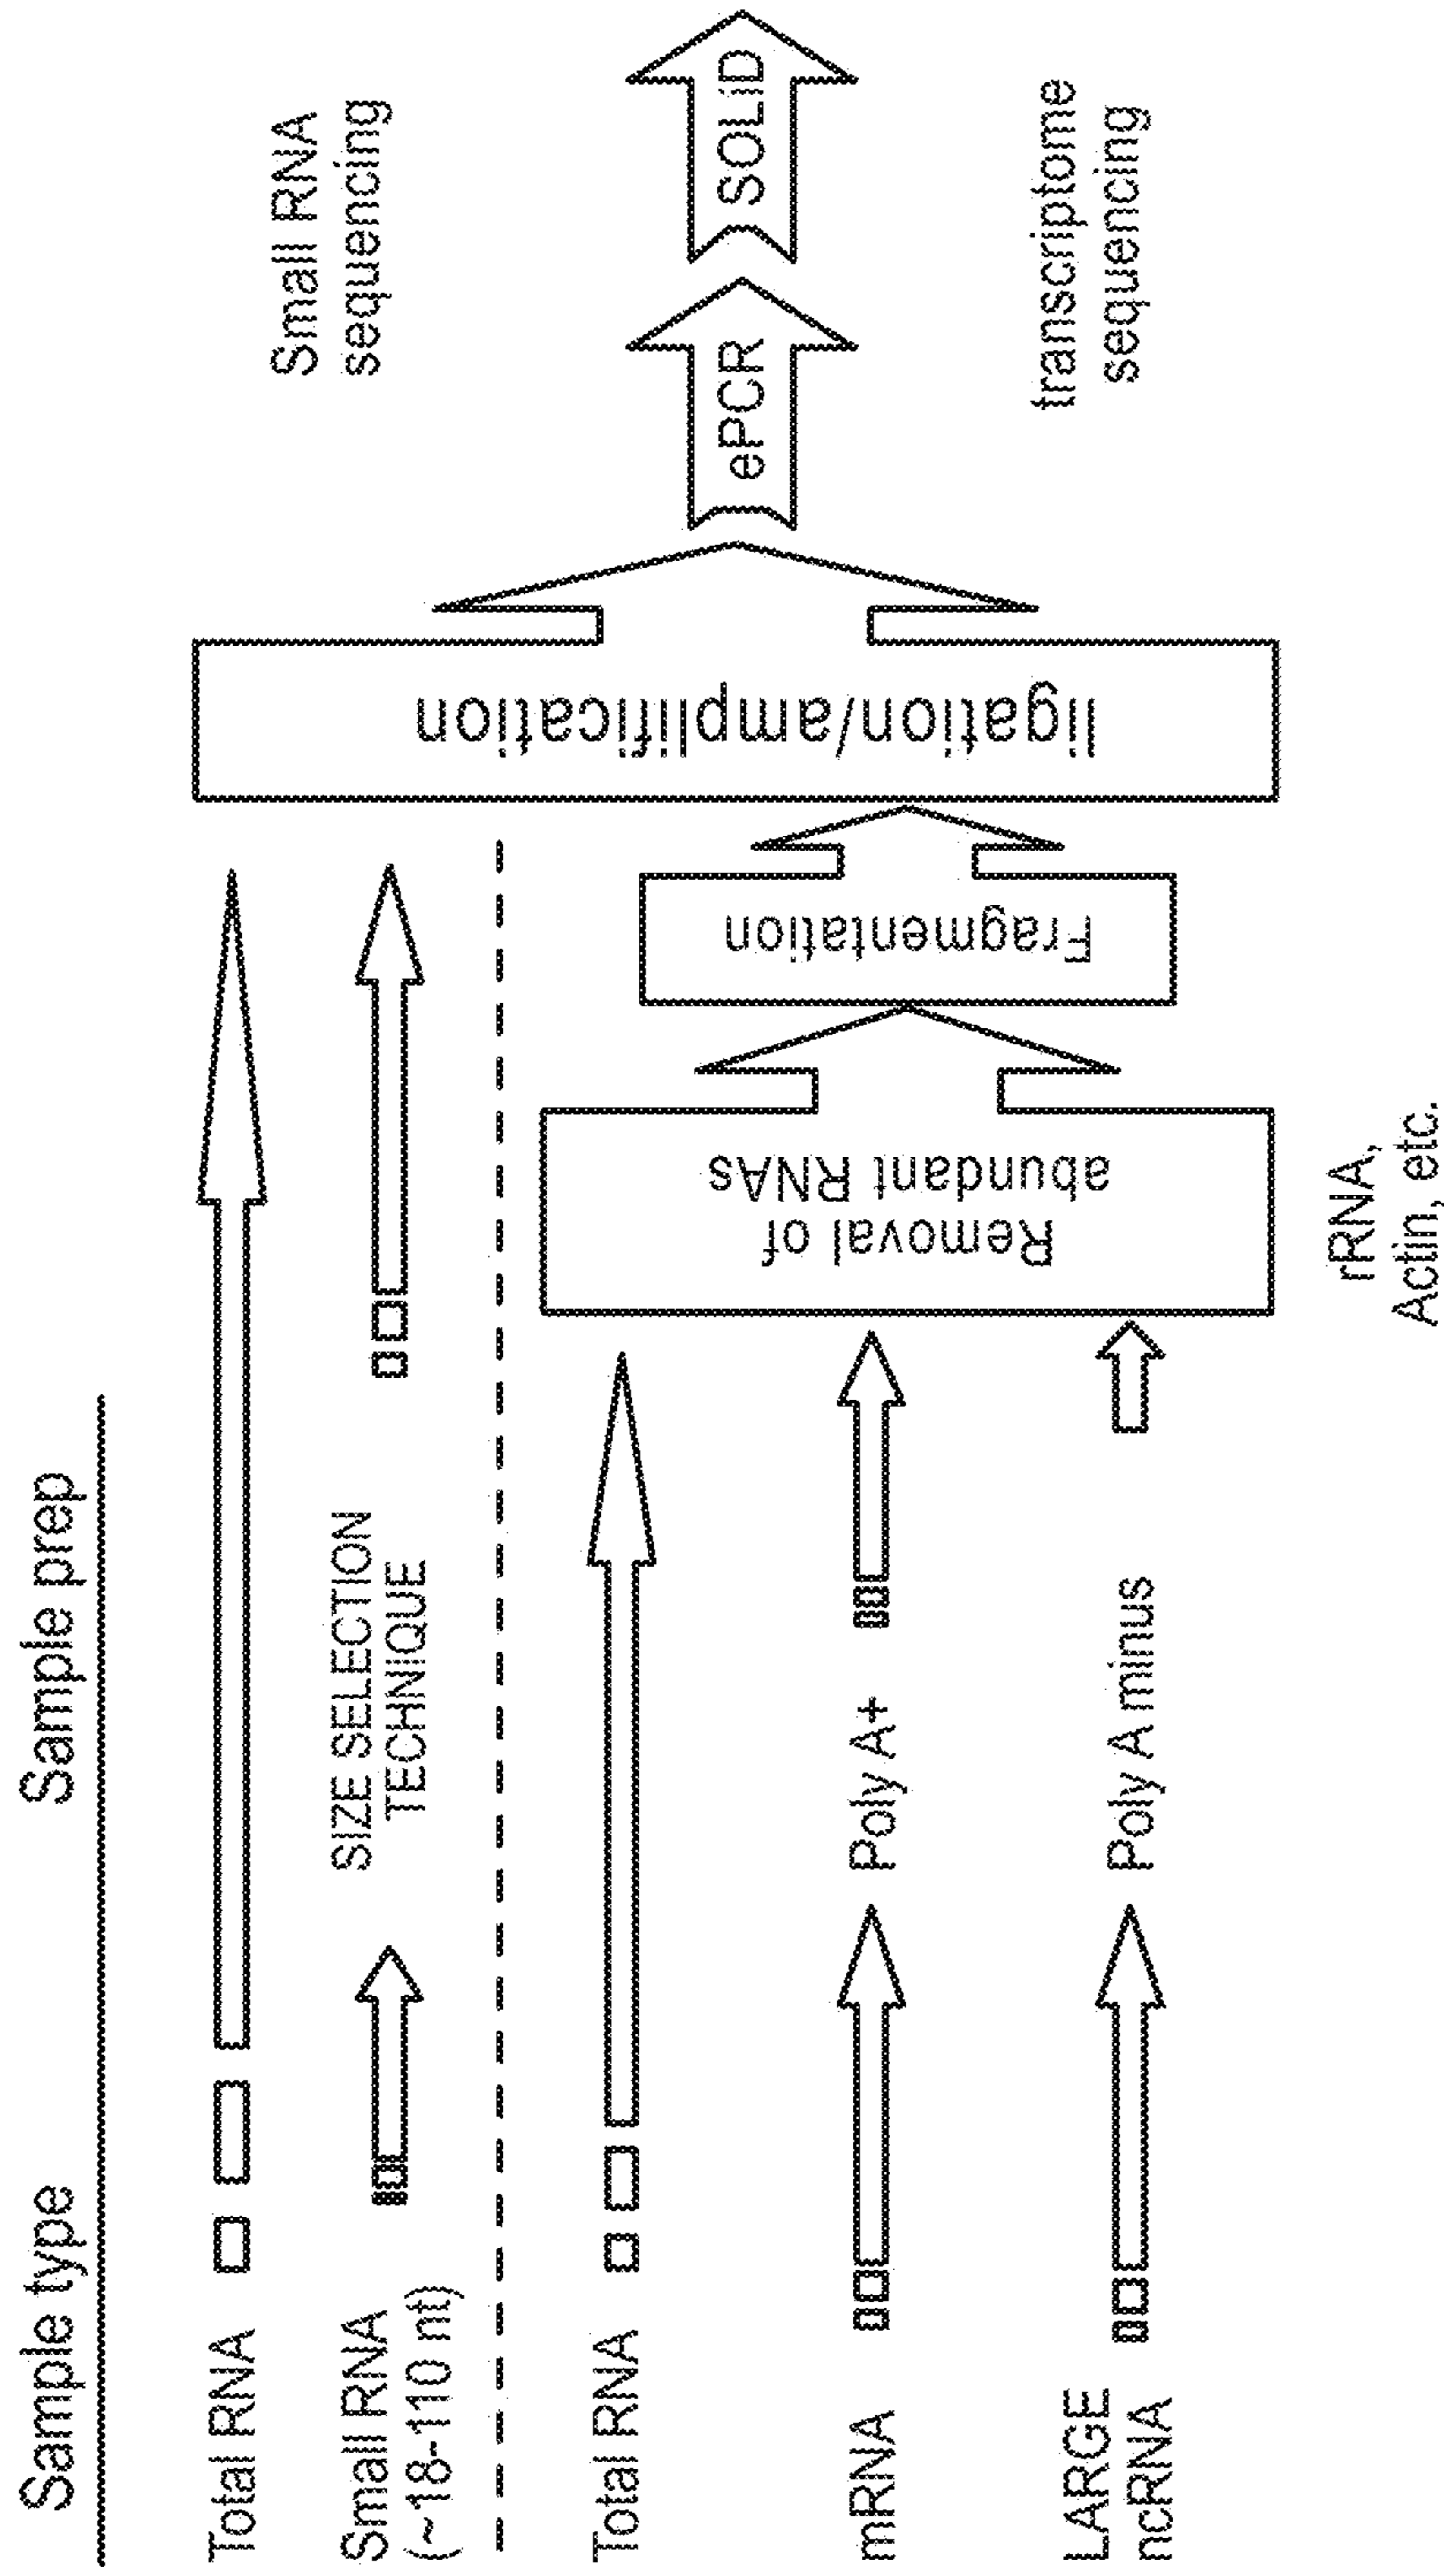 Sample type
Sample prep
Total RNA
Small RNA
(~18-110 nt)
SIZE SELECTION
TECHNIQUE
Small RNA
sequencing
Total RNA
mRNA
Poly A+
LARGE
ncRNA
Poly A minus
Removal of
abundant RNAs
rRNA,
Actin, etc.
Fragmentation
ligation/amplification
ePCR
SOLiD
transcriptome
sequencing